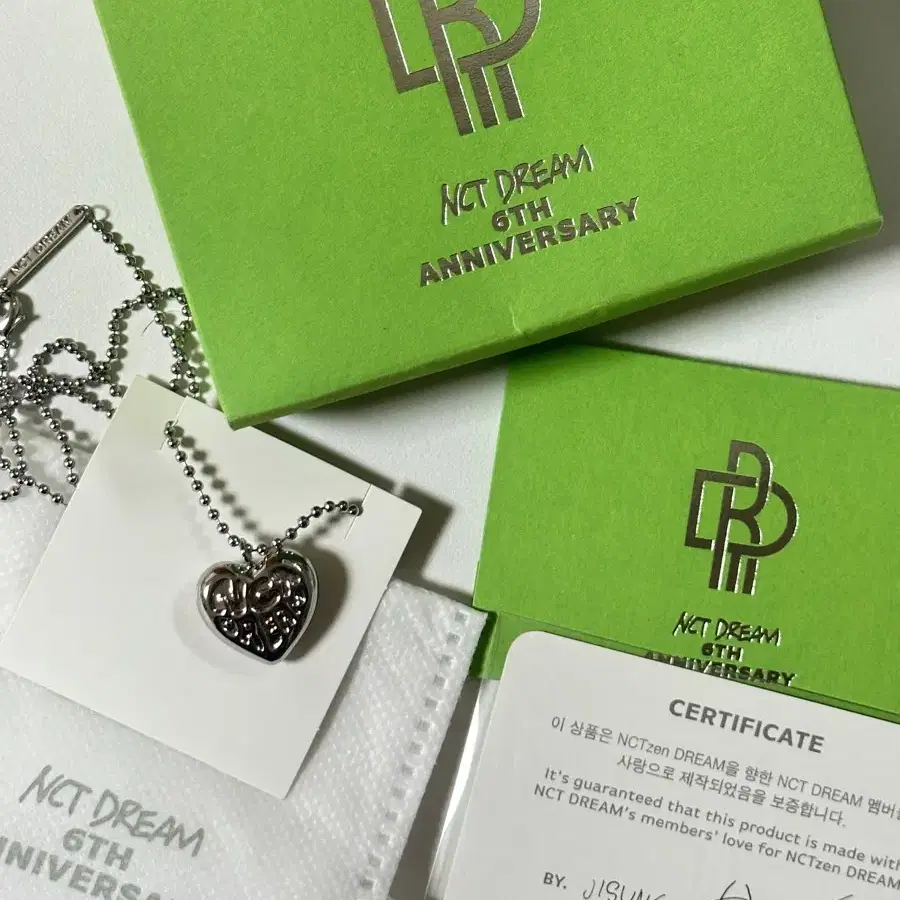 NCT DREAM
6TH
ANNIVERSARY
NCT DREAM
NCT
DREAM
NCT DREAM
6TH
ANNIVERSARY
CERTIFICATE
이 상품은 NCTzen DREAM을 향한 NCT DREAM
사랑으로 제작되었음을 보증합니다.
It's guaranteed that this product is made with
NCT DREAM's members' love for NCTzen DREAM
BY. JISUNG
NCT DREAM
6TH